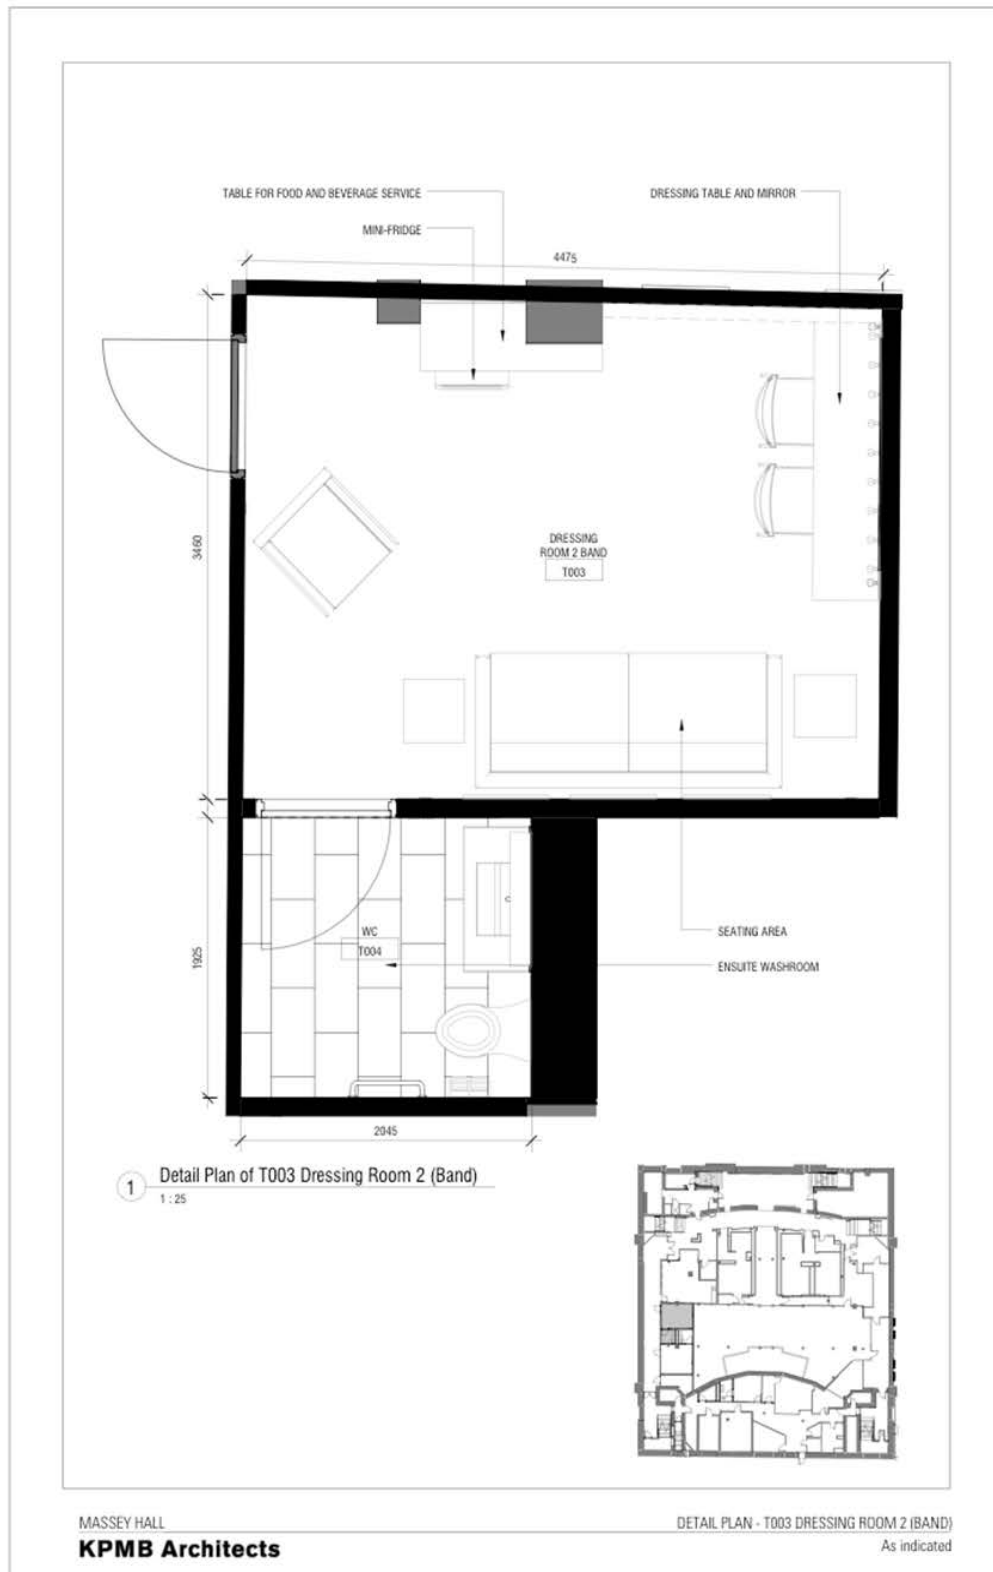 TABLE FOR FOOD AND BEVERAGE SERVICE
DRESSING TABLE AND MIRROR
MINI-FRIDGE
4475
3460
DRESSING
ROOM 2 BAND
T003
WC
T004
1925
SEATING AREA
ENSUITE WASHROOM
2045
1
Detail Plan of T003 Dressing Room 2 (Band)
1 : 25
MASSEY HALL
DETAIL PLAN - T003 DRESSING ROOM 2 (BAND)
KPMB Architects
As indicated